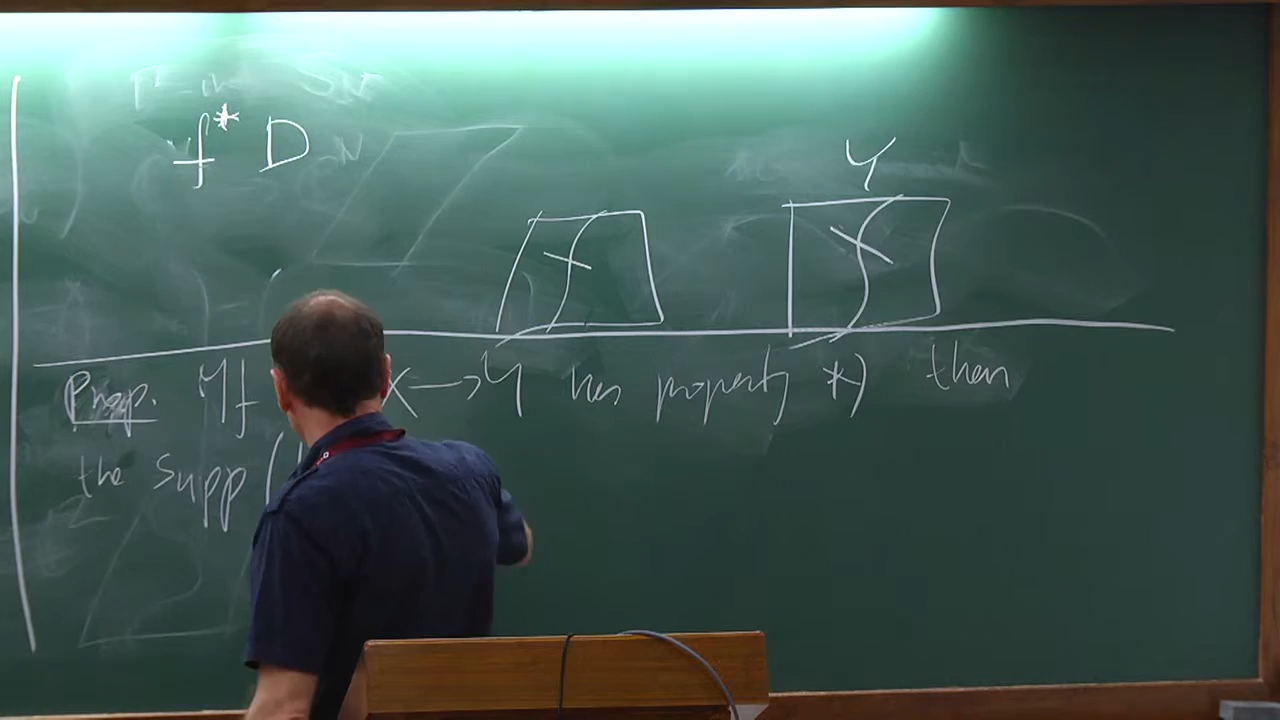 f* D
Y
Prop. If X → Y has property *) then
the supp (